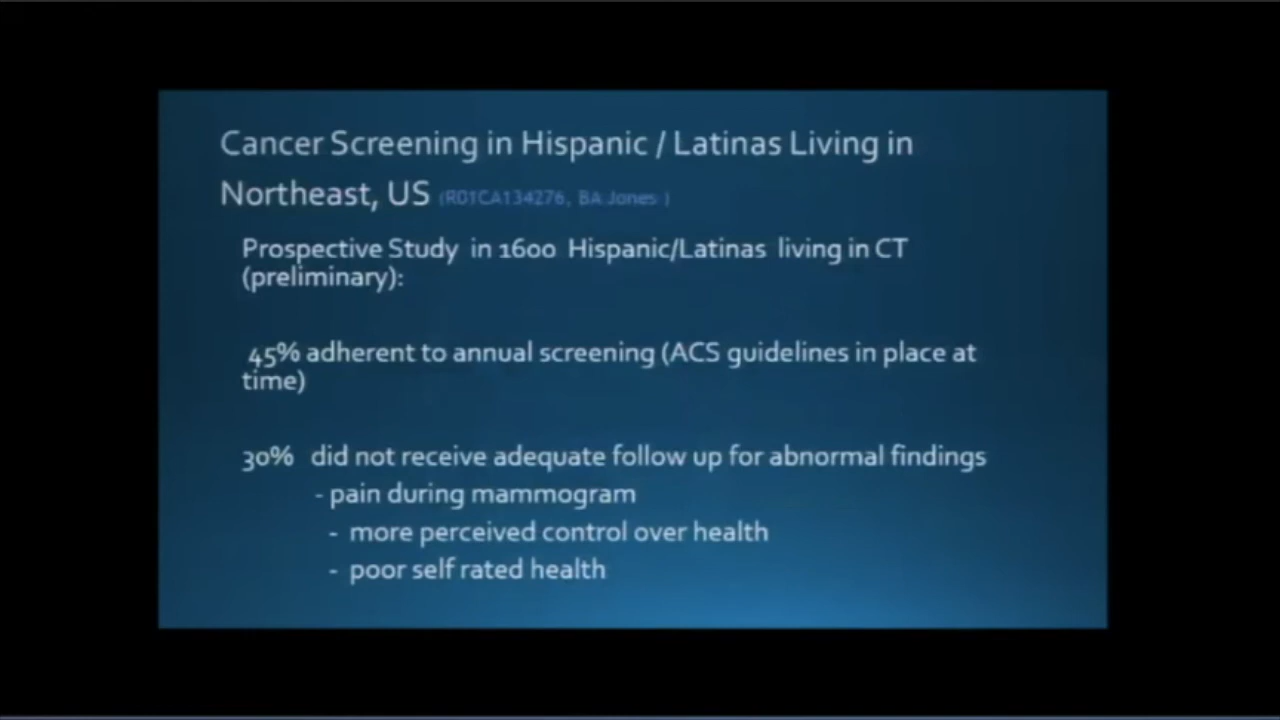 Cancer Screening in Hispanic / Latinas Living in
Northeast, US (R01CA134276, BA Jones )
Prospective Study in 1600 Hispanic/Latinas living in CT
(preliminary):
45% adherent to annual screening (ACS guidelines in place at
time)
30% did not receive adequate follow up for abnormal findings
- pain during mammogram
- more perceived control over health
- poor self rated health